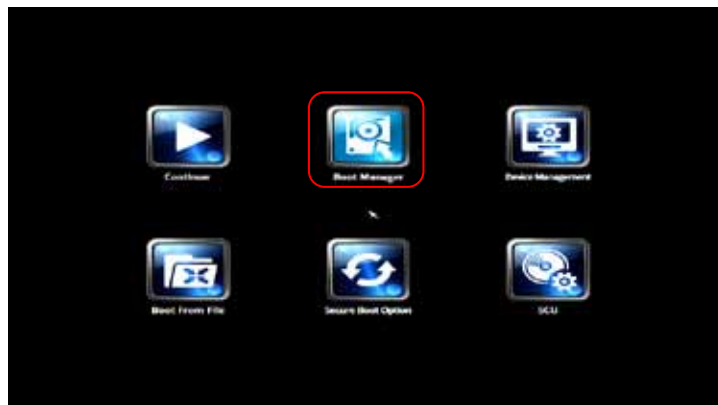 Continue
Boot Manager
Device Management
Boot From File
Secure Boot Option
SCU